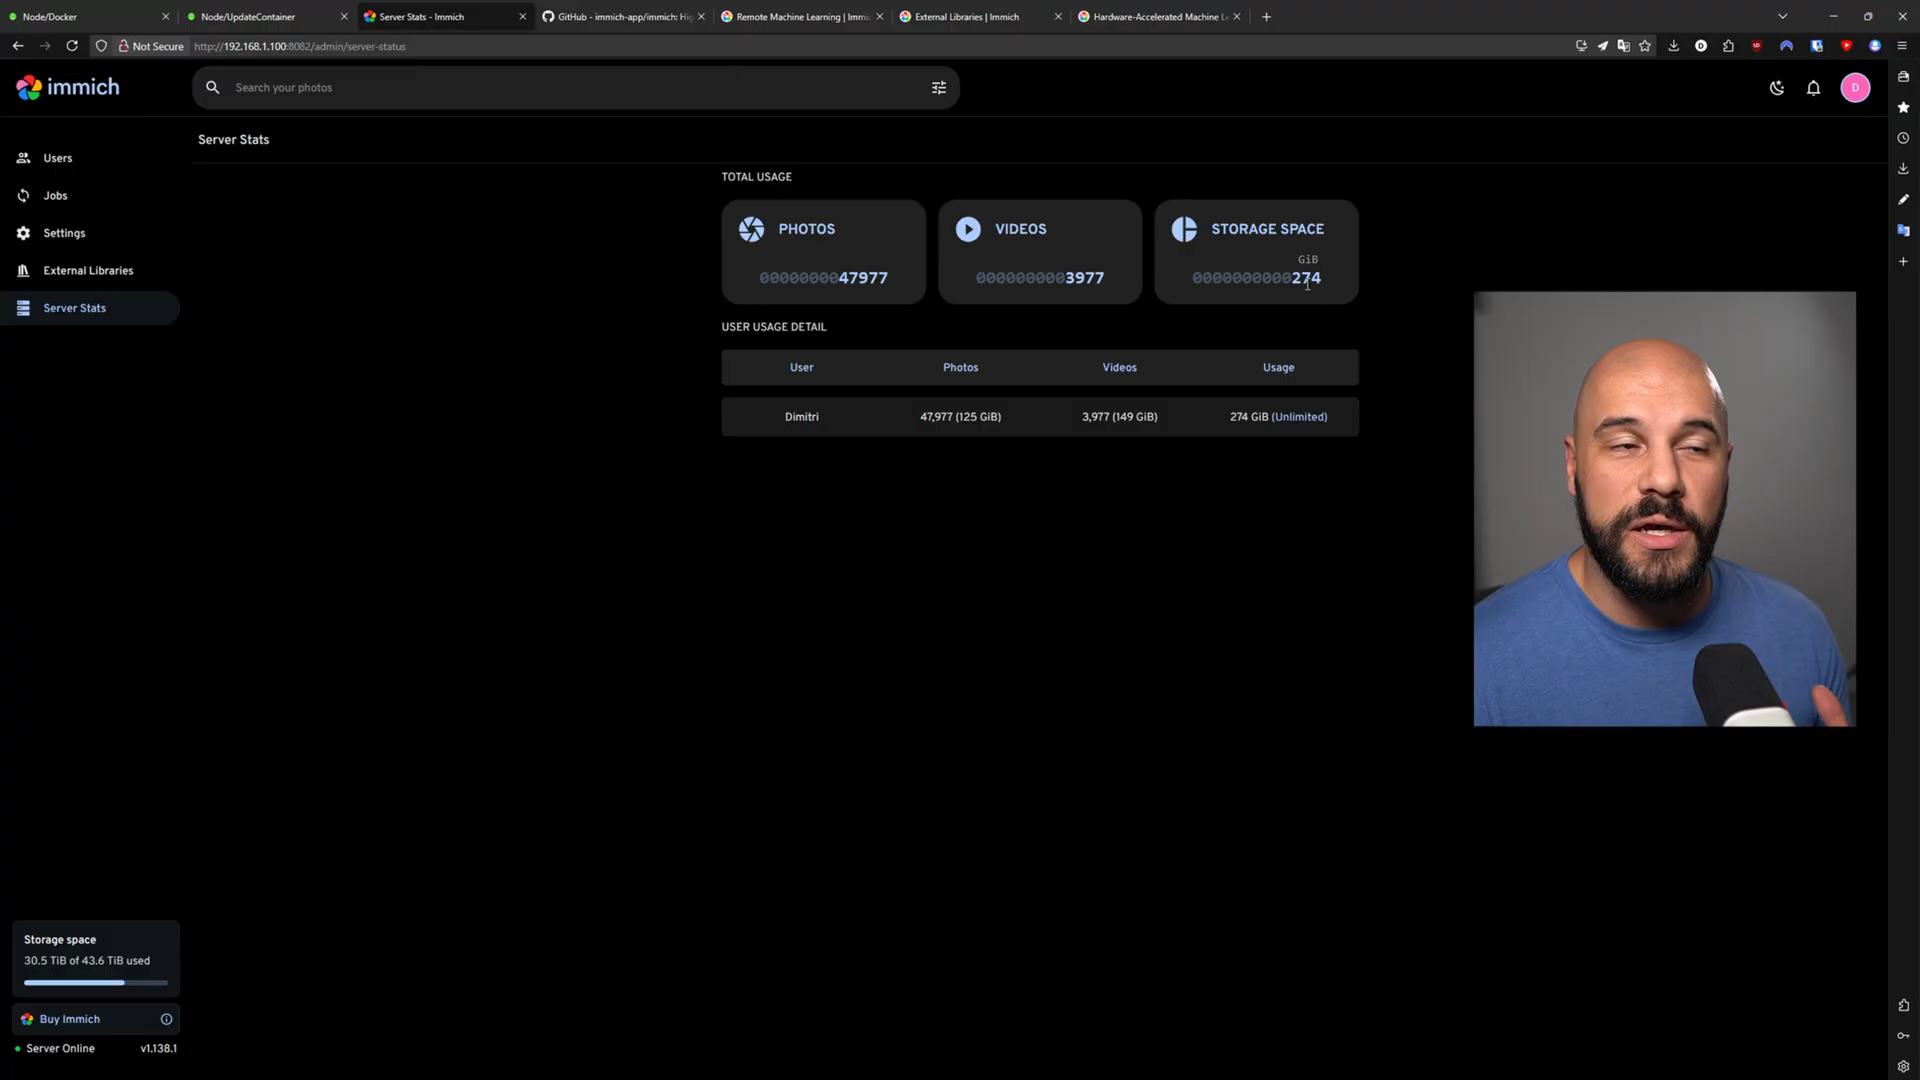 Node/Docker
Node/UpdateContainer
Server Stats - Immich
GitHub - immich-app/immich: Hig
Remote Machine Learning | Immic
External Libraries | Immich
Hardware-Accelerated Machine Le
Not Secure
http://192.168.1.100:8082/admin/server-status
immich
Search your photos
D
Server Stats
Users
Jobs
Settings
External Libraries
Server Stats
TOTAL USAGE
PHOTOS
0000000047977
VIDEOS
0000000003977
STORAGE SPACE
GiB
0000000000274
USER USAGE DETAIL
User Photos Videos Usage
Dimitri 47,977 (125 GiB) 3,977 (149 GiB) 274 GiB (Unlimited)
Storage space
30.5 TiB of 43.6 TiB used
Buy Immich
Server Online v1.138.1